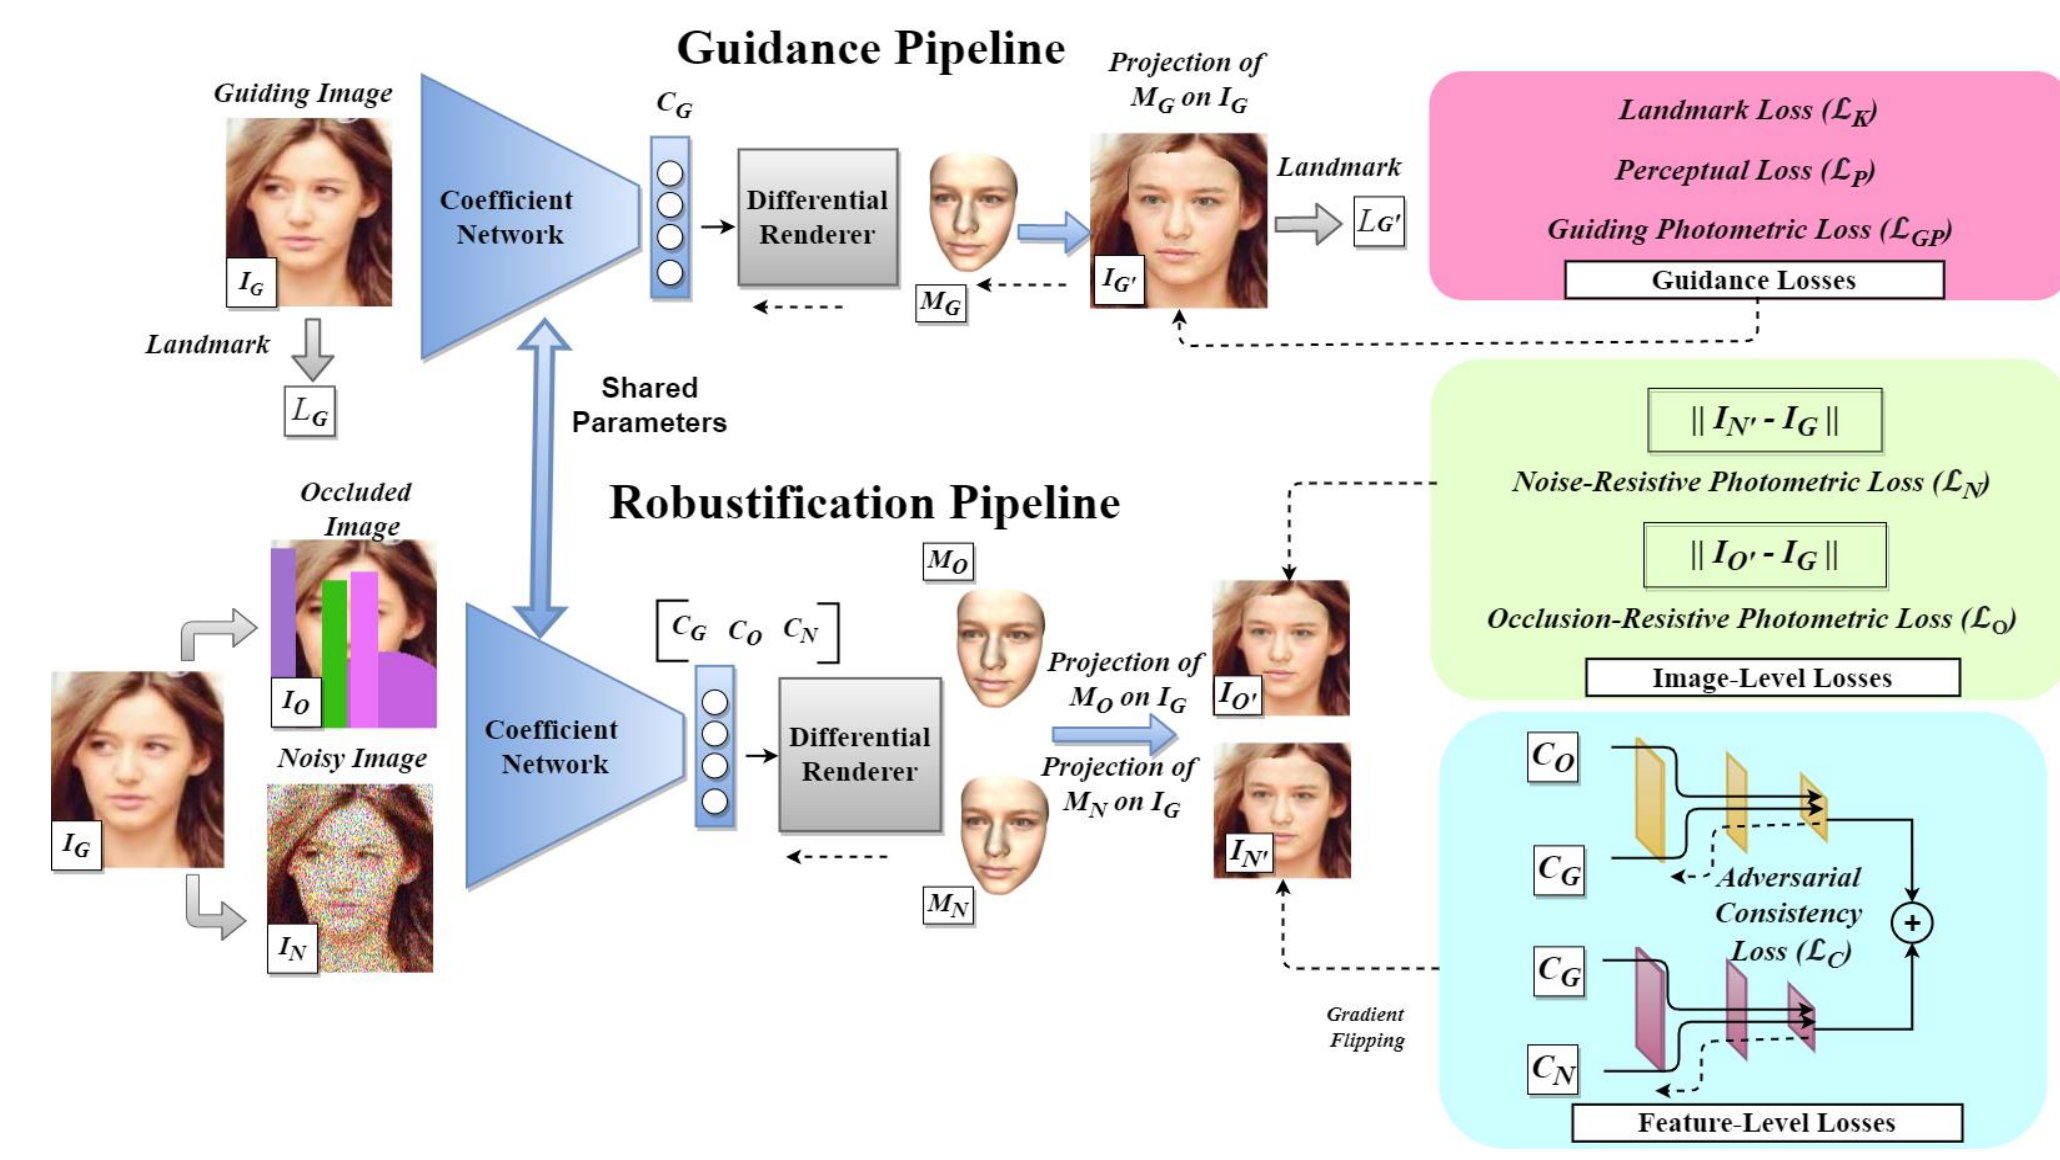 Guidance Pipeline
Guiding Image
I_G
Landmark
L_G
Coefficient
Network
C_G
Differential
Renderer
M_G
Projection of
M_G on I_G
I_G'
Landmark
L_G'
Landmark Loss (ℒ_K)
Perceptual Loss (ℒ_P)
Guiding Photometric Loss (ℒ_GP)
Guidance Losses
Shared
Parameters
Robustification Pipeline
I_G
Occluded
Image
I_O
Noisy Image
I_N
Coefficient
Network
[C_G C_O C_N]
Differential
Renderer
M_O
M_N
Projection of
M_O on I_G
Projection of
M_N on I_G
I_O'
I_N'
|| I_N' - I_G ||
Noise-Resistive Photometric Loss (ℒ_N)
|| I_O' - I_G ||
Occlusion-Resistive Photometric Loss (ℒ_O)
Image-Level Losses
Gradient
Flipping
C_O
C_G
Adversarial
Consistency
Loss (ℒ_C)
+
C_G
C_N
Feature-Level Losses